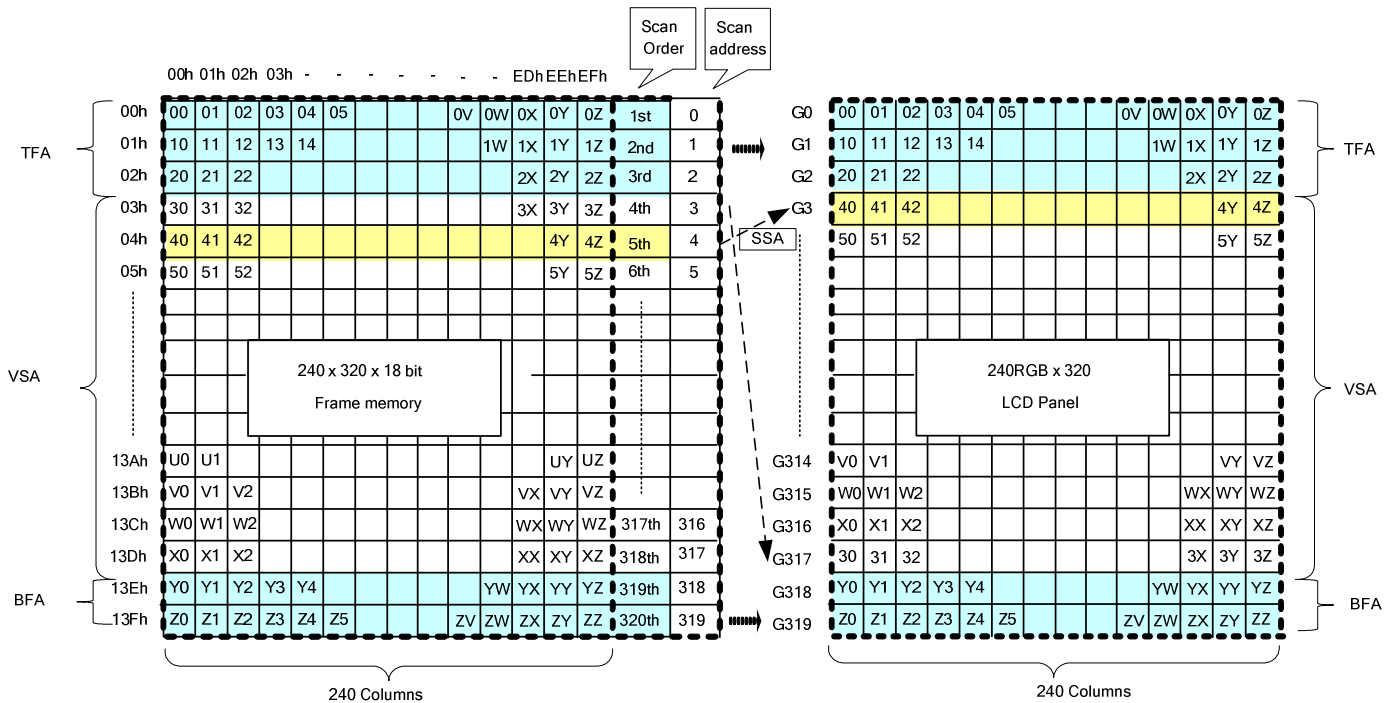 Scan Order
Scan address
00h 01h 02h 03h - - - - - - - EDh EEh EFh
00h 00 01 02 03 04 05 0V 0W 0X 0Y 0Z 1st 0
01h 10 11 12 13 14 1W 1X 1Y 1Z 2nd 1
02h 20 21 22 2X 2Y 2Z 3rd 2
03h 30 31 32 3X 3Y 3Z 4th 3
04h 40 41 42 4Y 4Z 5th 4
05h 50 51 52 5Y 5Z 6th 5
TFA
VSA
BFA
240 x 320 x 18 bit
Frame memory
13Ah U0 U1 UY UZ
13Bh V0 V1 V2 VX VY VZ
13Ch W0 W1 W2 WX WY WZ 317th 316
13Dh X0 X1 X2 XX XY XZ 318th 317
13Eh Y0 Y1 Y2 Y3 Y4 YW YX YY YZ 319th 318
13Fh Z0 Z1 Z2 Z3 Z4 Z5 ZV ZW ZX ZY ZZ 320th 319
240 Columns
SSA
G0 00 01 02 03 04 05 0V 0W 0X 0Y 0Z
G1 10 11 12 13 14 1W 1X 1Y 1Z
G2 20 21 22 2X 2Y 2Z
G3 40 41 42 4Y 4Z
50 51 52 5Y 5Z
240RGB x 320
LCD Panel
G314 V0 V1 VY VZ
G315 W0 W1 W2 WX WY WZ
G316 X0 X1 X2 XX XY XZ
G317 30 31 32 3X 3Y 3Z
G318 Y0 Y1 Y2 Y3 Y4 YW YX YY YZ
G319 Z0 Z1 Z2 Z3 Z4 Z5 ZV ZW ZX ZY ZZ
TFA
VSA
BFA
240 Columns